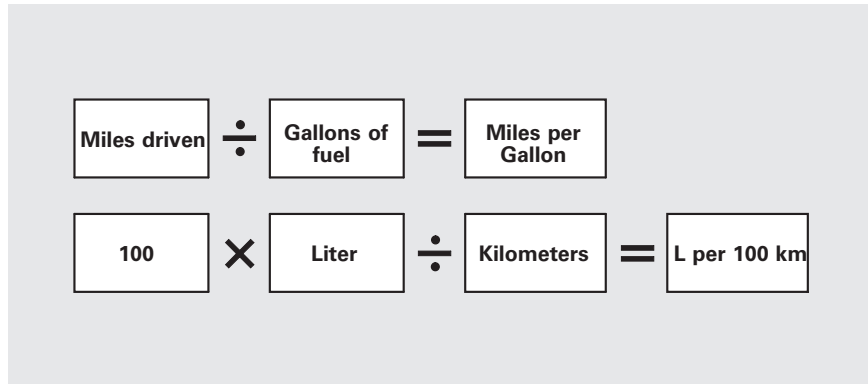 Miles driven ÷ Gallons of fuel = Miles per Gallon
100 × Liter ÷ Kilometers = L per 100 km